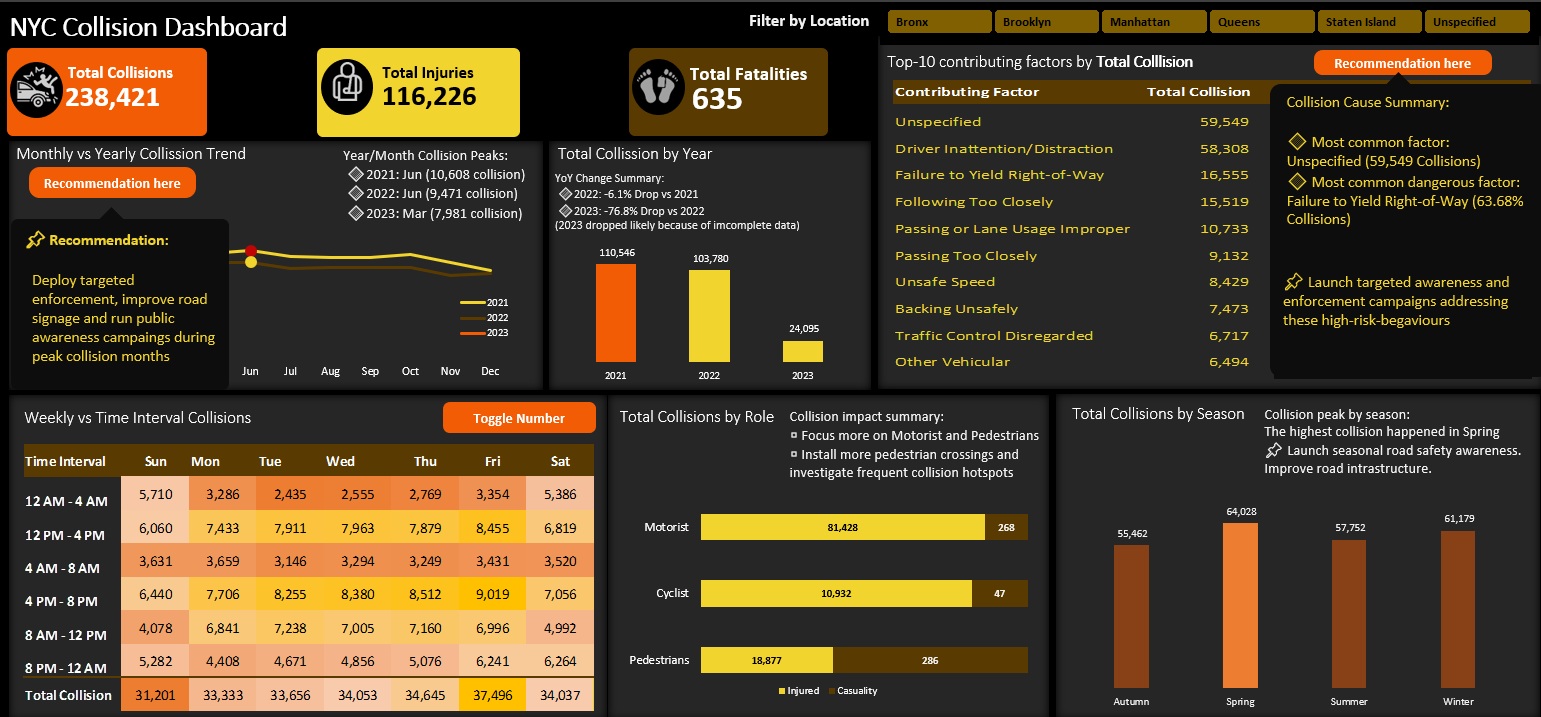 NYC Collision Dashboard
Filter by Location
Bronx
Brooklyn
Manhattan
Queens
Staten Island
Unspecified
Total Collisions
238,421
Total Injuries
116,226
Total Fatalities
635
Monthly vs Yearly Collission Trend
Recommendation here
Year/Month Collision Peaks:
2021: Jun (10,608 collision)
2022: Jun (9,471 collision)
2023: Mar (7,981 collision)
Recommendation:
Deploy targeted
enforcement, improve road
signage and run public
awareness campaings during
peak collision months
2021
2022
2023
Jun Jul Aug Sep Oct Nov Dec
Total Collission by Year
YoY Change Summary:
2022: -6.1% Drop vs 2021
2023: -76.8% Drop vs 2022
(2023 dropped likely because of imcomplete data)
110,546
103,780
24,095
2021 2022 2023
Top-10 contributing factors by Total Colllision
Recommendation here
Contributing Factor Total Collision
Unspecified 59,549
Driver Inattention/Distraction 58,308
Failure to Yield Right-of-Way 16,555
Following Too Closely 15,519
Passing or Lane Usage Improper 10,733
Passing Too Closely 9,132
Unsafe Speed 8,429
Backing Unsafely 7,473
Traffic Control Disregarded 6,717
Other Vehicular 6,494
Collision Cause Summary:
Most common factor:
Unspecified (59,549 Collisions)
Most common dangerous factor:
Failure to Yield Right-of-Way (63.68%
Collisions)
Launch targeted awareness and
enforcement campaigns addressing
these high-risk-begaviours
Weekly vs Time Interval Collisions
Toggle Number
Time Interval Sun Mon Tue Wed Thu Fri Sat
12 AM - 4 AM 5,710 3,286 2,435 2,555 2,769 3,354 5,386
12 PM - 4 PM 6,060 7,433 7,911 7,963 7,879 8,455 6,819
4 AM - 8 AM 3,631 3,659 3,146 3,294 3,249 3,431 3,520
4 PM - 8 PM 6,440 7,706 8,255 8,380 8,512 9,019 7,056
8 AM - 12 PM 4,078 6,841 7,238 7,005 7,160 6,996 4,992
8 PM - 12 AM 5,282 4,408 4,671 4,856 5,076 6,241 6,264
Total Collision 31,201 33,333 33,656 34,053 34,645 37,496 34,037
Total Collisions by Role
Collision impact summary:
Focus more on Motorist and Pedestrians
Install more pedestrian crossings and
investigate frequent collision hotspots
Motorist 81,428 268
Cyclist 10,932 47
Pedestrians 18,877 286
Injured Casuality
Total Collisions by Season
Collision peak by season:
The highest collision happened in Spring
Launch seasonal road safety awareness.
Improve road intrastructure.
55,462
64,028
57,752
61,179
Autumn Spring Summer Winter